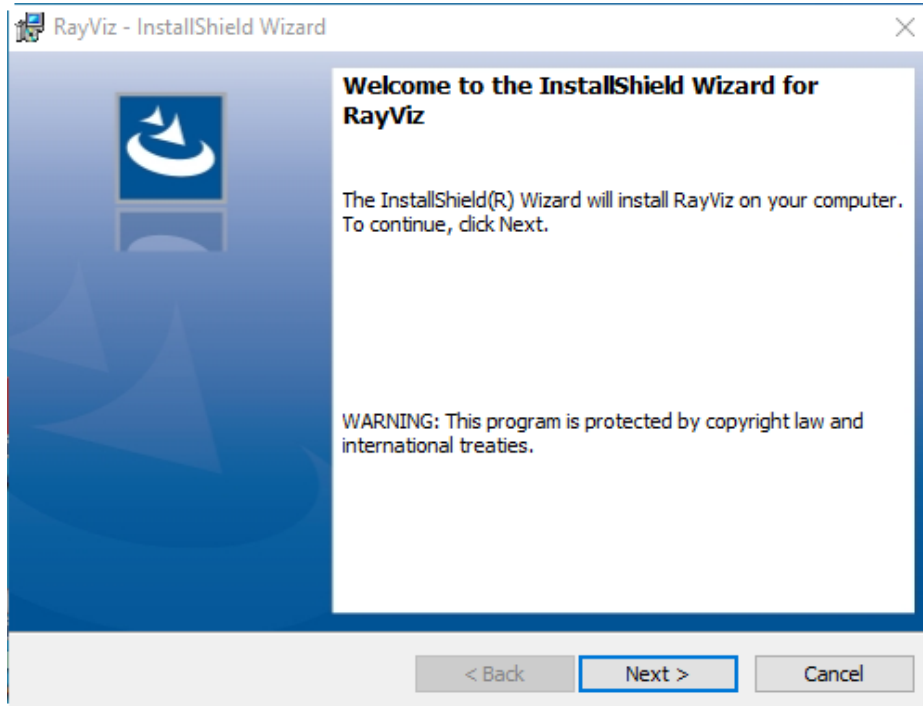 RayViz - InstallShield Wizard
Welcome to the InstallShield Wizard for
RayViz
The InstallShield(R) Wizard will install RayViz on your computer.
To continue, click Next.
WARNING: This program is protected by copyright law and
international treaties.
< Back
Next >
Cancel